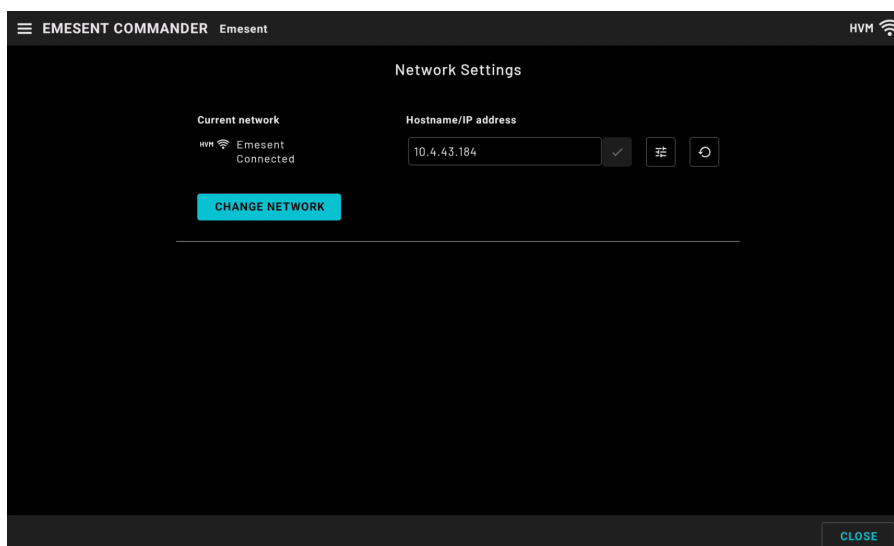 EMESENT COMMANDER Emesent
HVM
Network Settings
Current network
Hostname/IP address
HVM Emesent
Connected
10.4.43.184
CHANGE NETWORK
CLOSE